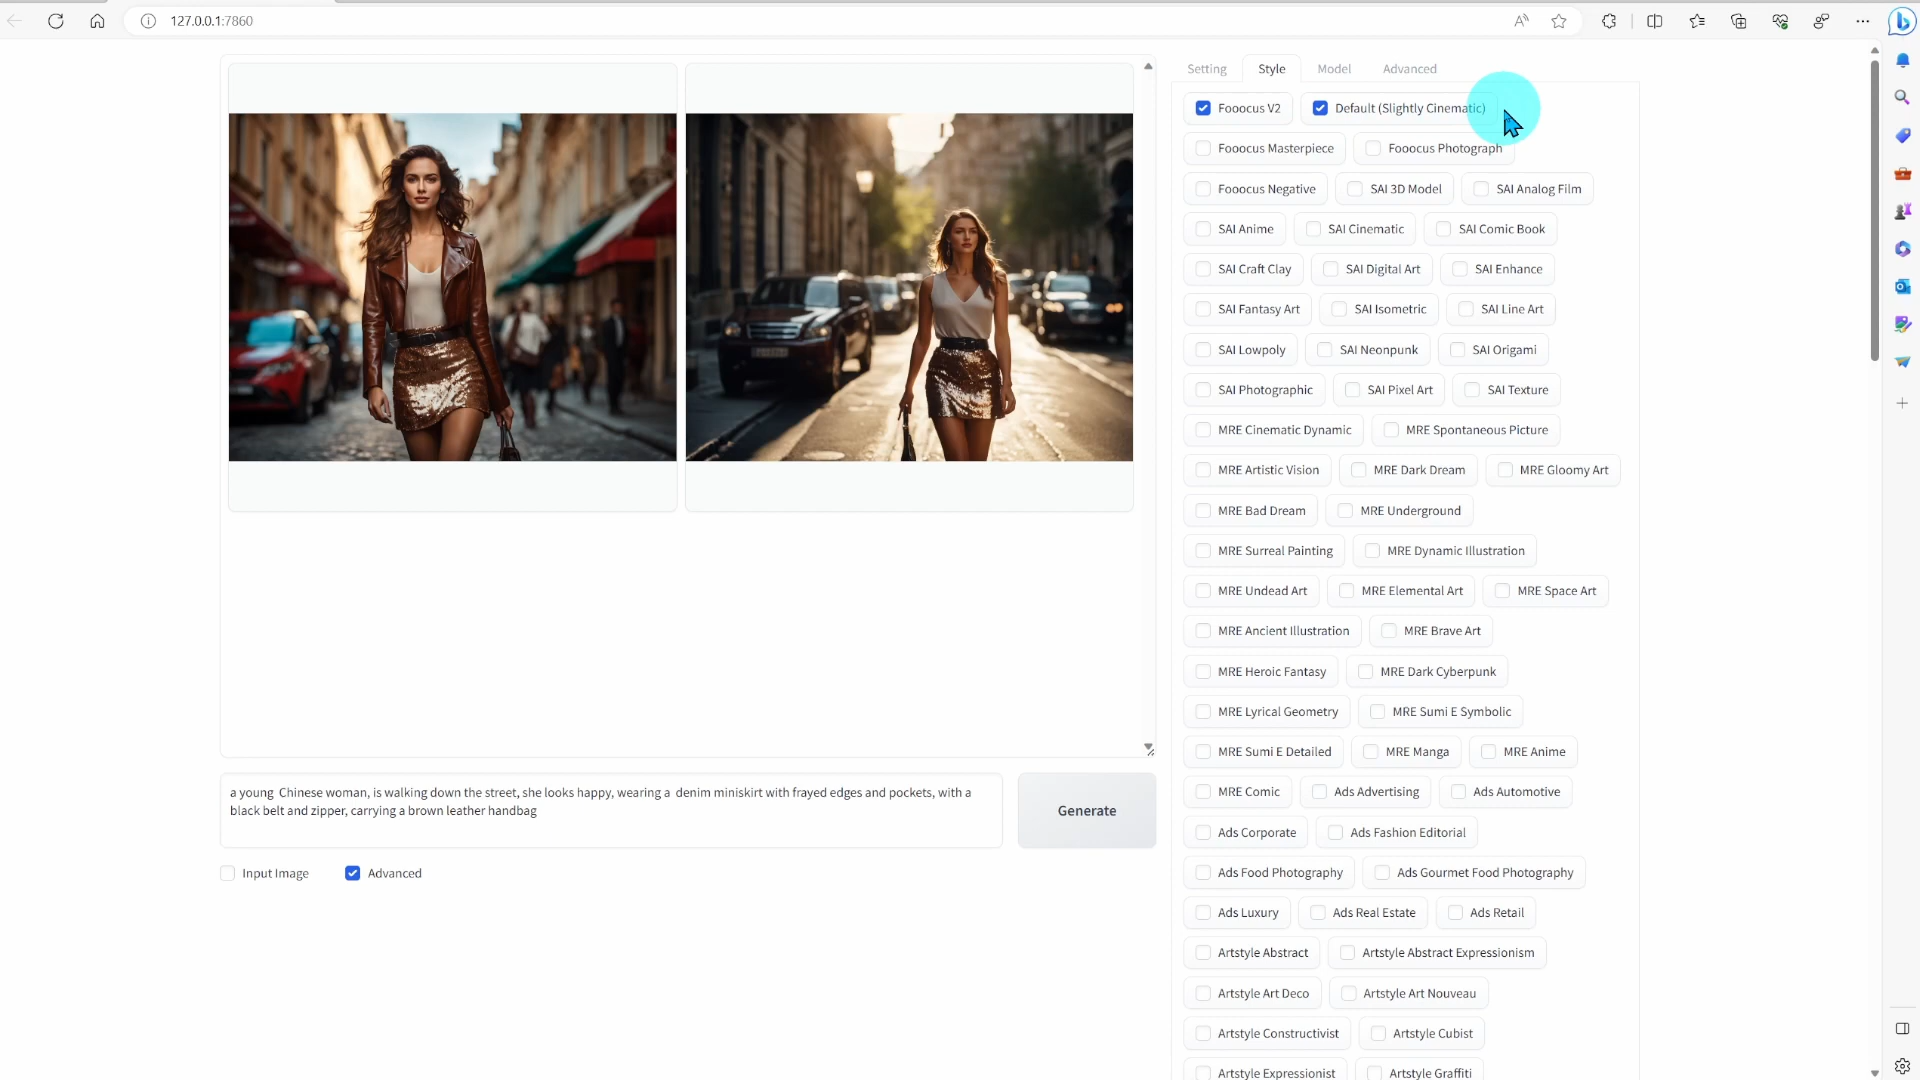 127.0.0.1:7860
Setting Style Model Advanced
Fooocus V2 Default (Slightly Cinematic)
Fooocus Masterpiece Fooocus Photograph
Fooocus Negative SAI 3D Model SAI Analog Film
SAI Anime SAI Cinematic SAI Comic Book
SAI Craft Clay SAI Digital Art SAI Enhance
SAI Fantasy Art SAI Isometric SAI Line Art
SAI Lowpoly SAI Neonpunk SAI Origami
SAI Photographic SAI Pixel Art SAI Texture
MRE Cinematic Dynamic MRE Spontaneous Picture
MRE Artistic Vision MRE Dark Dream MRE Gloomy Art
MRE Bad Dream MRE Underground
MRE Surreal Painting MRE Dynamic Illustration
MRE Undead Art MRE Elemental Art MRE Space Art
MRE Ancient Illustration MRE Brave Art
MRE Heroic Fantasy MRE Dark Cyberpunk
MRE Lyrical Geometry MRE Sumi E Symbolic
MRE Sumi E Detailed MRE Manga MRE Anime
MRE Comic Ads Advertising Ads Automotive
Ads Corporate Ads Fashion Editorial
Ads Food Photography Ads Gourmet Food Photography
Ads Luxury Ads Real Estate Ads Retail
Artstyle Abstract Artstyle Abstract Expressionism
Artstyle Art Deco Artstyle Art Nouveau
Artstyle Constructivist Artstyle Cubist
Artstyle Expressionist Artstyle Graffiti
a young Chinese woman, is walking down the street, she looks happy, wearing a denim miniskirt with frayed edges and pockets, with a
black belt and zipper, carrying a brown leather handbag
Generate
Input Image Advanced